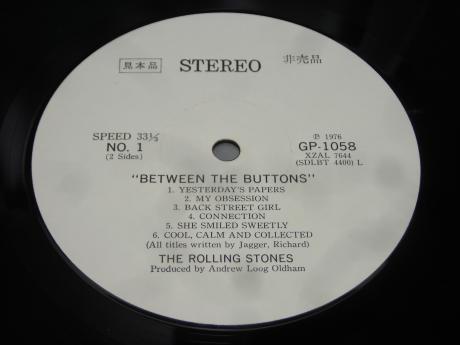 見本品 STEREO 非売品
SPEED 33⅓ ℗ 1976
NO. 1 GP-1058
(2 Sides) XZAL 7644
(SDLBT 4400) L
"BETWEEN THE BUTTONS"
1. YESTERDAY'S PAPERS
2. MY OBSESSION
3. BACK STREET GIRL
4. CONNECTION
5. SHE SMILED SWEETLY
6. COOL, CALM AND COLLECTED
(All titles written by Jagger, Richard)
THE ROLLING STONES
Produced by Andrew Loog Oldham